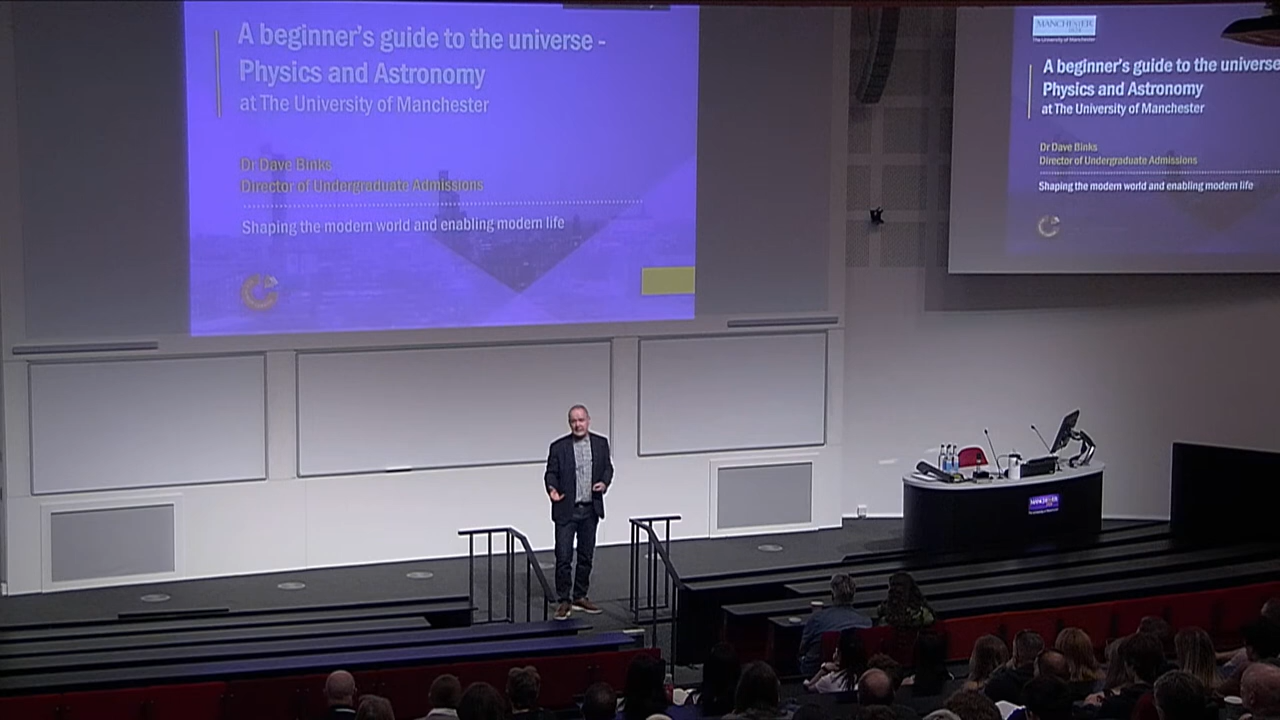 A beginner's guide to the universe -
Physics and Astronomy
at The University of Manchester
Dr Dave Binks
Director of Undergraduate Admissions
Shaping the modern world and enabling modern life
MANCHESTER
1824
The University of Manchester
A beginner's guide to the universe
Physics and Astronomy
at The University of Manchester
Dr Dave Binks
Director of Undergraduate Admissions
Shaping the modern world and enabling modern life
MANCHESTER